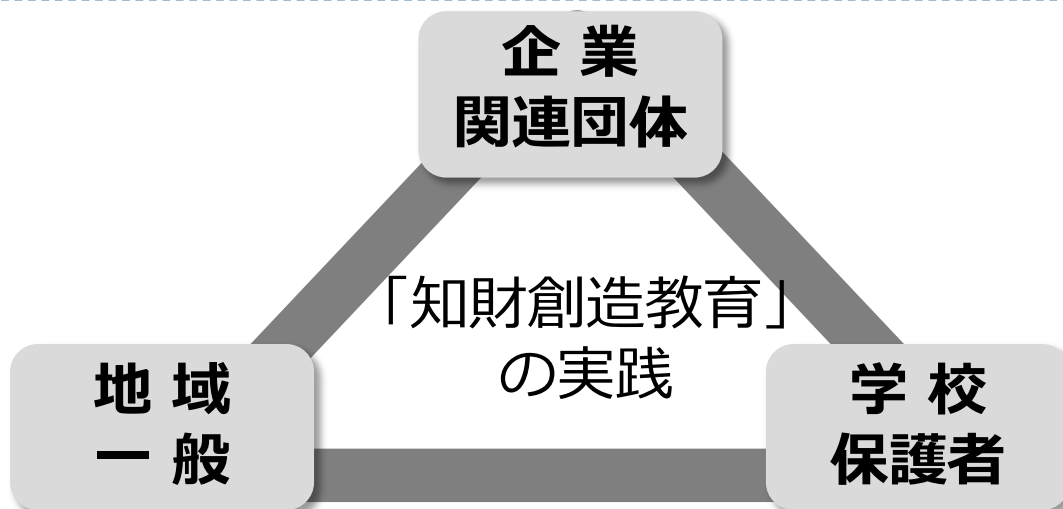 企 業
関連団体
「知財創造教育」
の実践
地 域
一 般
学 校
保護者